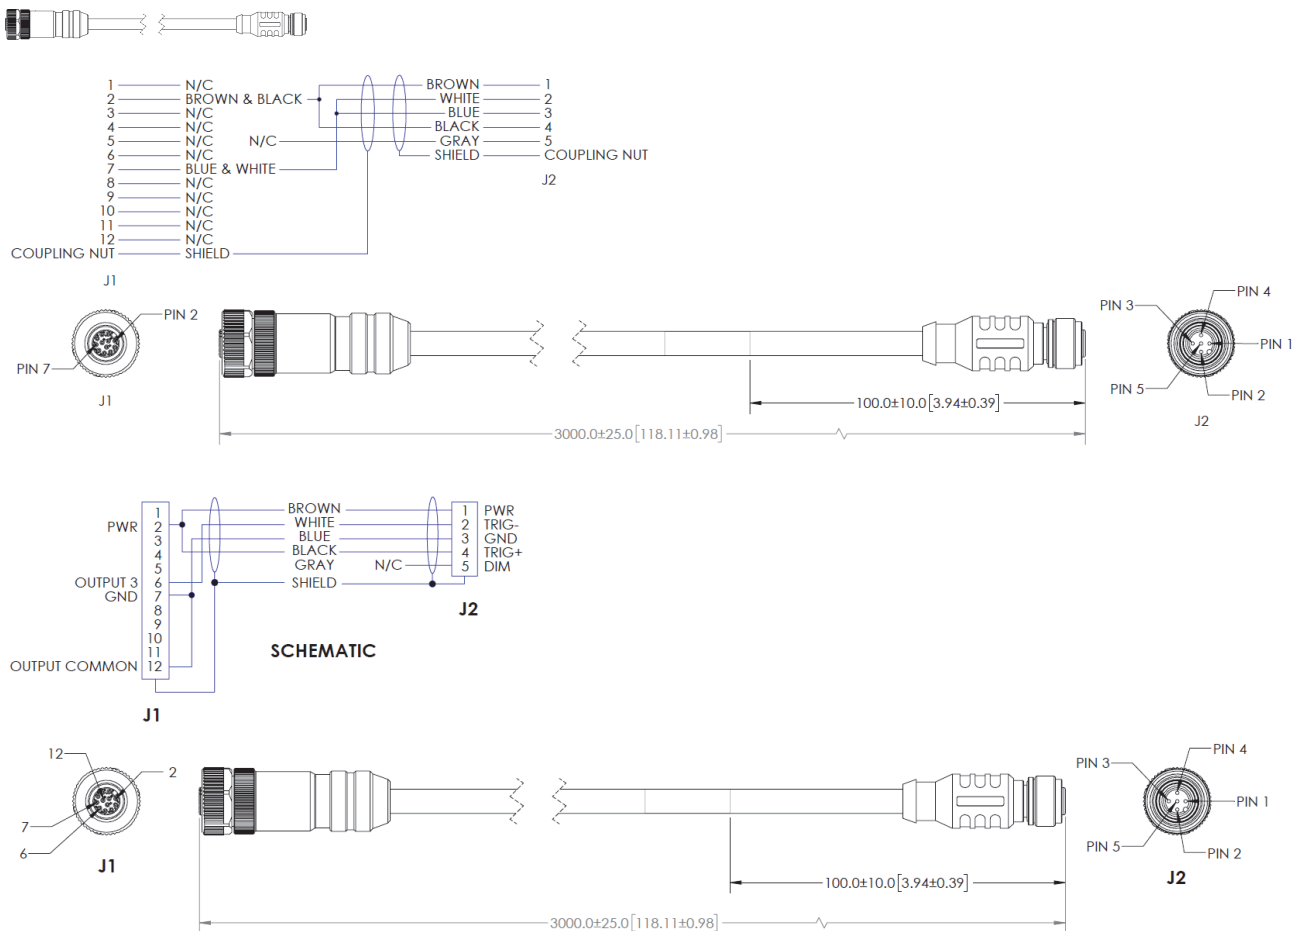 1 N/C BROWN 1
2 BROWN & BLACK WHITE 2
3 N/C BLUE 3
4 N/C BLACK 4
5 N/C N/C GRAY 5
6 N/C SHIELD COUPLING NUT
7 BLUE & WHITE
8 N/C J2
9 N/C
10 N/C
11 N/C
12 N/C
COUPLING NUT SHIELD
J1
PIN 2
PIN 7
J1
PIN 4
PIN 3
PIN 1
PIN 5
PIN 2
J2
100.0±10.0[3.94±0.39]
3000.0±25.0[118.11±0.98]
1 BROWN 1 PWR
PWR 2 WHITE 2 TRIG-
3 BLUE 3 GND
4 BLACK 4 TRIG+
5 GRAY N/C 5 DIM
OUTPUT 3 6 SHIELD
GND 7
8
9
10
11
OUTPUT COMMON 12
J2
SCHEMATIC
J1
12
2
7
6
J1
PIN 4
PIN 3
PIN 1
PIN 5
PIN 2
J2
100.0±10.0[3.94±0.39]
3000.0±25.0[118.11±0.98]